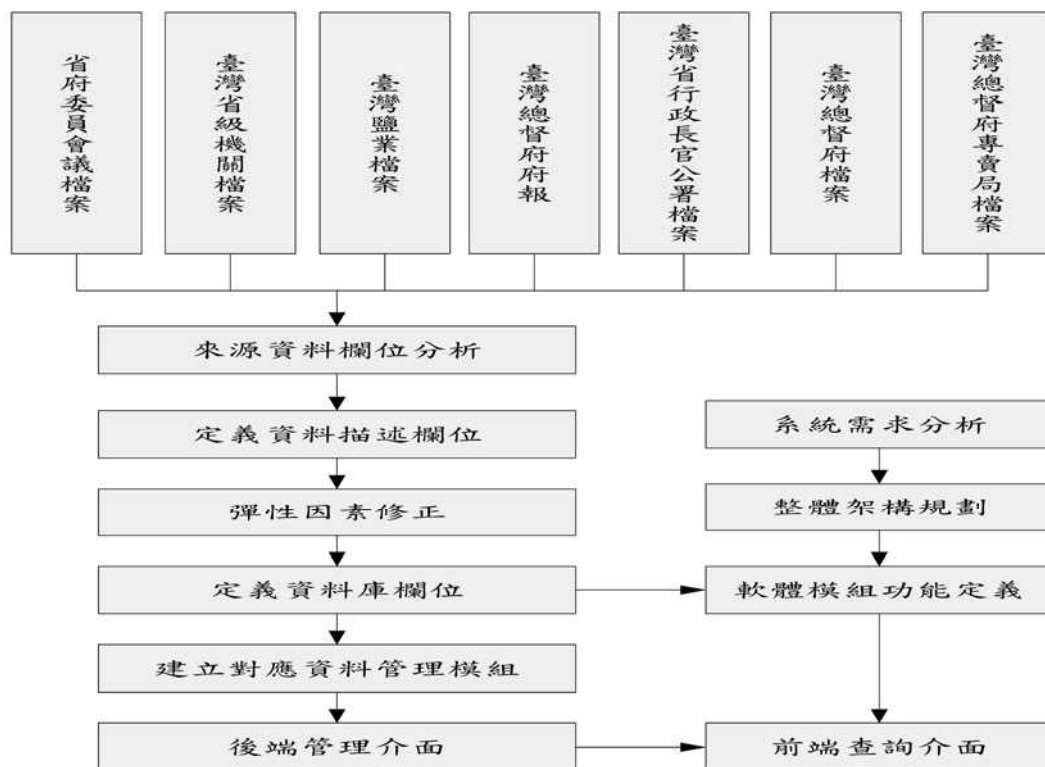 省府委員會議檔案
臺灣省級機關檔案
臺灣鹽業檔案
臺灣總督府府報
臺灣省行政長官公署檔案
臺灣總督府檔案
臺灣總督府專賣局檔案
來源資料欄位分析
定義資料描述欄位
彈性因素修正
定義資料庫欄位
建立對應資料管理模組
後端管理介面
系統需求分析
整體架構規劃
軟體模組功能定義
前端查詢介面